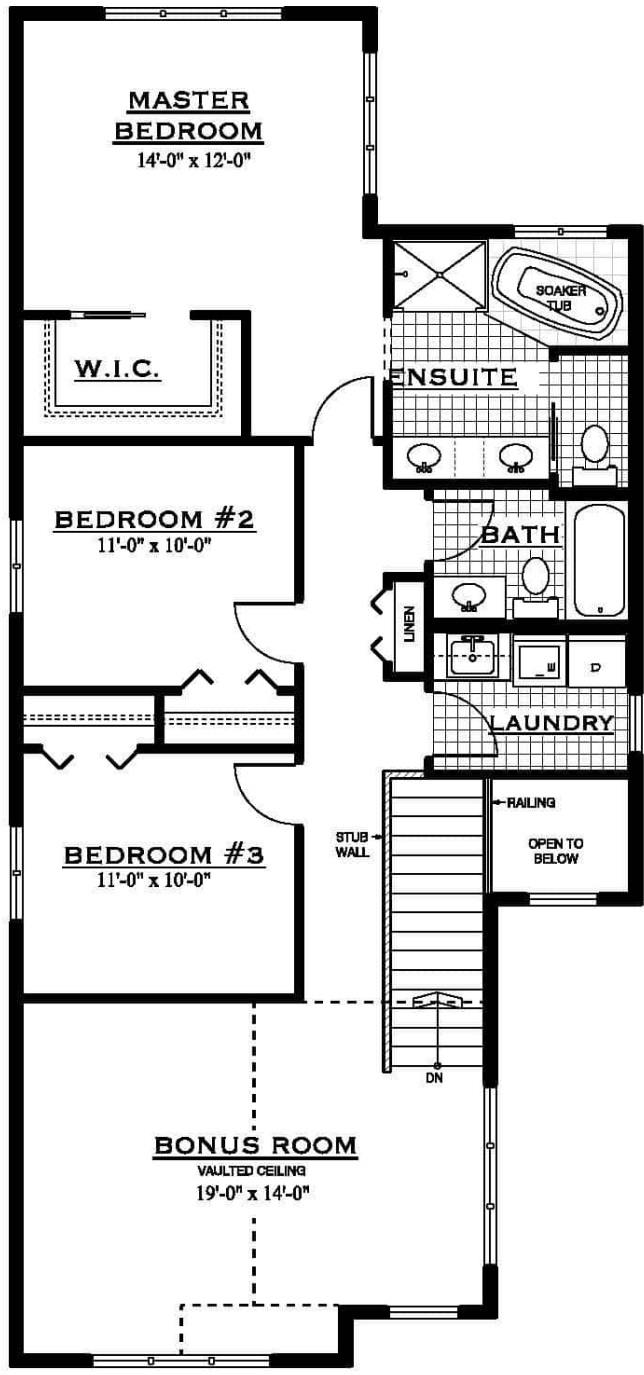 MASTER
BEDROOM
14'-0" x 12'-0"
SOAKER
TUB
W.I.C.
ENSUITE
BEDROOM #2
11'-0" x 10'-0"
BATH
LINEN
D
LAUNDRY
RAILING
STUB
WALL
OPEN TO
BELOW
BEDROOM #3
11'-0" x 10'-0"
DN
BONUS ROOM
VAULTED CEILING
19'-0" x 14'-0"